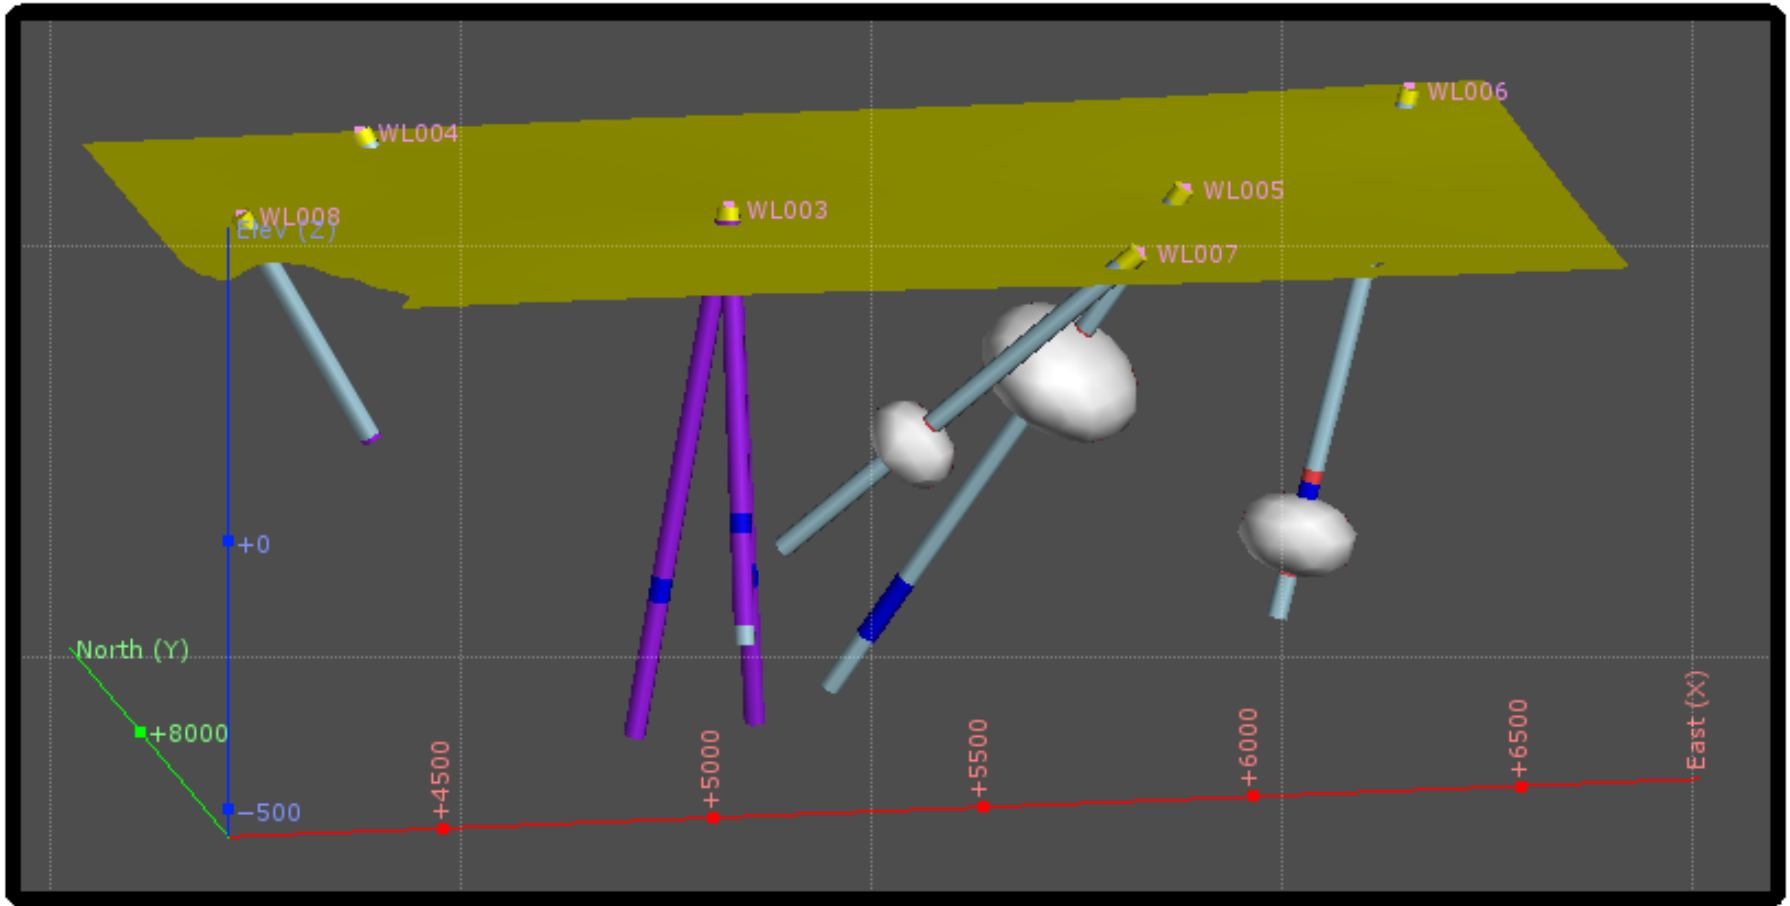 WL006
WL004
WL005
WL003
WL008
Elev (Z)
WL007
+0
North (Y)
+8000
−500
+4500
+5000
+5500
+6000
+6500
East (X)